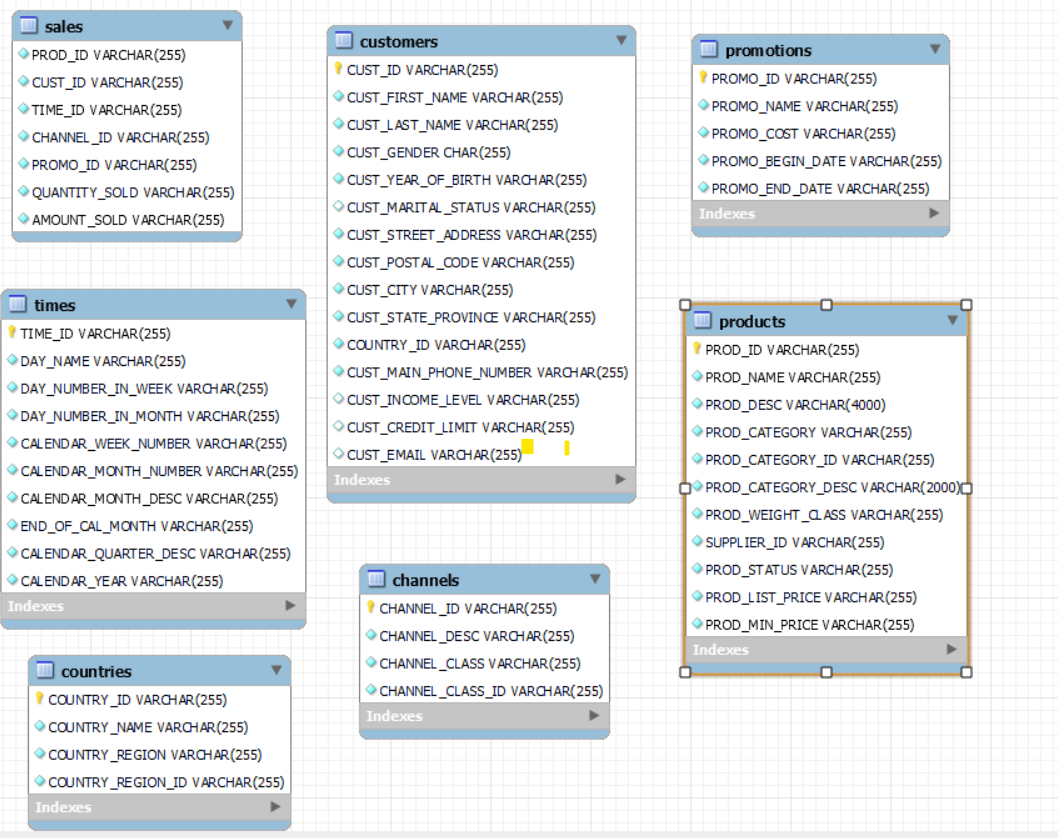 sales
PROD_ID VARCHAR(255)
CUST_ID VARCHAR(255)
TIME_ID VARCHAR(255)
CHANNEL_ID VARCHAR(255)
PROMO_ID VARCHAR(255)
QUANTITY_SOLD VARCHAR(255)
AMOUNT_SOLD VARCHAR(255)
customers
CUST_ID VARCHAR(255)
CUST_FIRST_NAME VARCHAR(255)
CUST_LAST_NAME VARCHAR(255)
CUST_GENDER CHAR(255)
CUST_YEAR_OF_BIRTH VARCHAR(255)
CUST_MARITAL_STATUS VARCHAR(255)
CUST_STREET_ADDRESS VARCHAR(255)
CUST_POSTAL_CODE VARCHAR(255)
CUST_CITY VARCHAR(255)
CUST_STATE_PROVINCE VARCHAR(255)
COUNTRY_ID VARCHAR(255)
CUST_MAIN_PHONE_NUMBER VARCHAR(255)
CUST_INCOME_LEVEL VARCHAR(255)
CUST_CREDIT_LIMIT VARCHAR(255)
CUST_EMAIL VARCHAR(255)
Indexes
promotions
PROMO_ID VARCHAR(255)
PROMO_NAME VARCHAR(255)
PROMO_COST VARCHAR(255)
PROMO_BEGIN_DATE VARCHAR(255)
PROMO_END_DATE VARCHAR(255)
Indexes
times
TIME_ID VARCHAR(255)
DAY_NAME VARCHAR(255)
DAY_NUMBER_IN_WEEK VARCHAR(255)
DAY_NUMBER_IN_MONTH VARCHAR(255)
CALENDAR_WEEK_NUMBER VARCHAR(255)
CALENDAR_MONTH_NUMBER VARCHAR(255)
CALENDAR_MONTH_DESC VARCHAR(255)
END_OF_CAL_MONTH VARCHAR(255)
CALENDAR_QUARTER_DESC VARCHAR(255)
CALENDAR_YEAR VARCHAR(255)
Indexes
products
PROD_ID VARCHAR(255)
PROD_NAME VARCHAR(255)
PROD_DESC VARCHAR(4000)
PROD_CATEGORY VARCHAR(255)
PROD_CATEGORY_ID VARCHAR(255)
PROD_CATEGORY_DESC VARCHAR(2000)
PROD_WEIGHT_CLASS VARCHAR(255)
SUPPLIER_ID VARCHAR(255)
PROD_STATUS VARCHAR(255)
PROD_LIST_PRICE VARCHAR(255)
PROD_MIN_PRICE VARCHAR(255)
Indexes
channels
CHANNEL_ID VARCHAR(255)
CHANNEL_DESC VARCHAR(255)
CHANNEL_CLASS VARCHAR(255)
CHANNEL_CLASS_ID VARCHAR(255)
Indexes
countries
COUNTRY_ID VARCHAR(255)
COUNTRY_NAME VARCHAR(255)
COUNTRY_REGION VARCHAR(255)
COUNTRY_REGION_ID VARCHAR(255)
Indexes